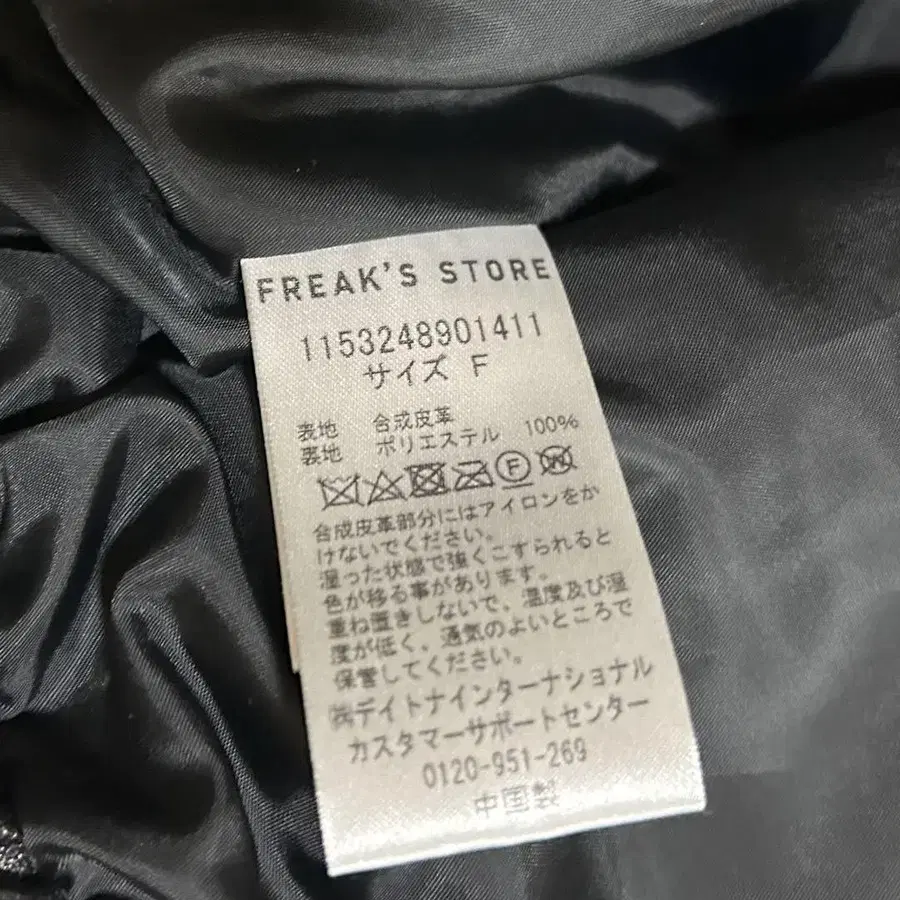 FREAK'S STORE
1153248901411
サイズ F
表地 合成皮革
裏地 ポリエステル 100%
F W
合成皮革部分にはアイロンをか
けないでください。
湿った状態で強くこすられると
色が移る事があります。
重ね置きしないで、温度及び湿
度が低く、通気のよいところで
保管してください。
㈱デイトナインターナショナル
カスタマーサポートセンター
0120-951-269
中国製